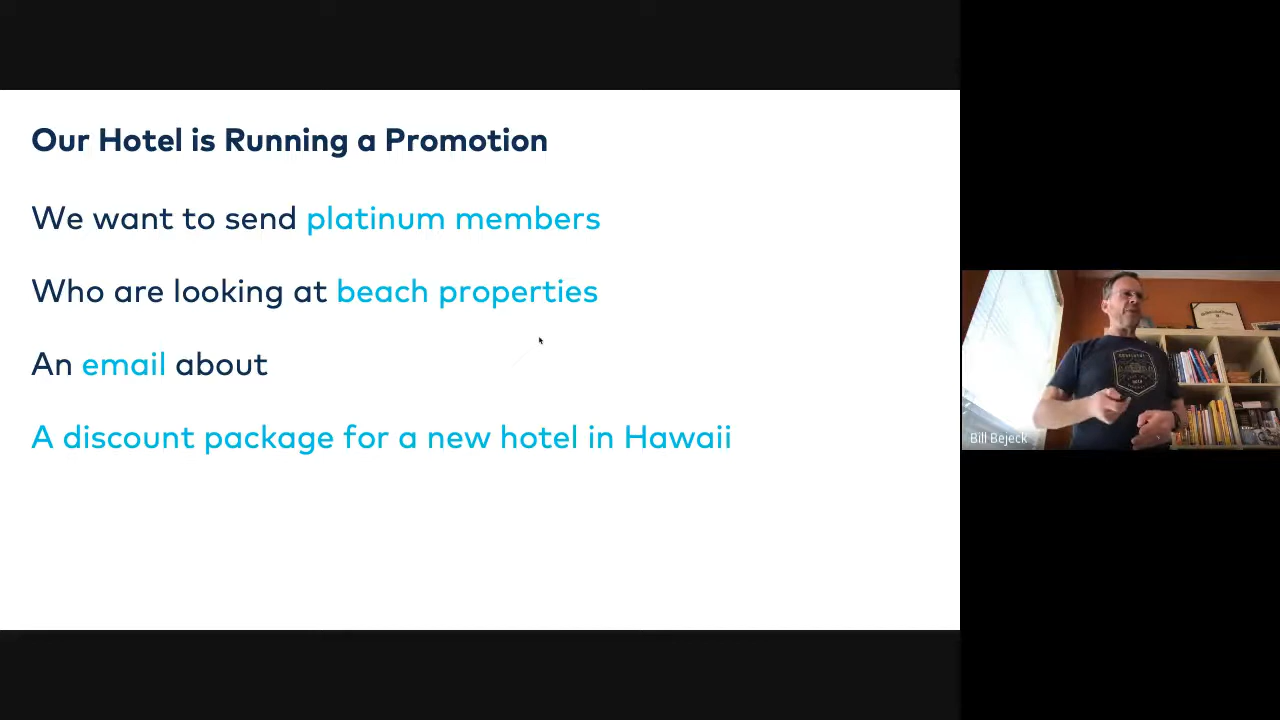 Our Hotel is Running a Promotion
We want to send platinum members
Who are looking at beach properties
An email about
A discount package for a new hotel in Hawaii
Bill Bejeck